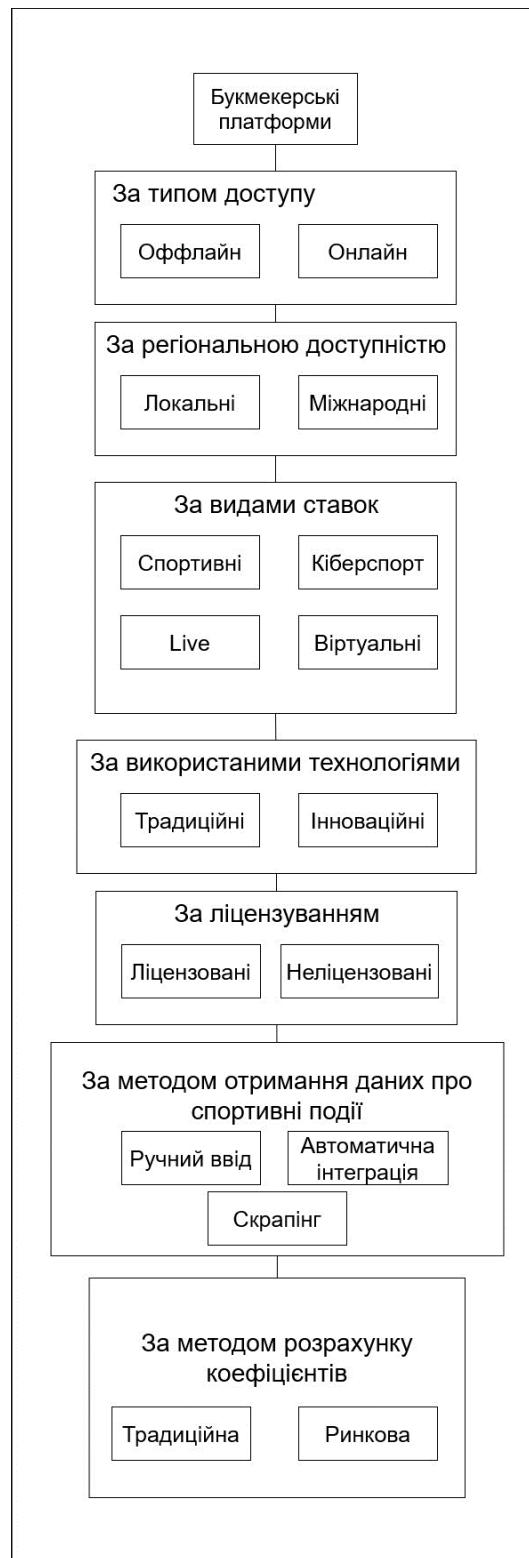 Букмекерські
платформи
За типом доступу
Оффлайн Онлайн
За регіональною доступністю
Локальні Міжнародні
За видами ставок
Спортивні Кіберспорт
Live Віртуальні
За використаними технологіями
Традиційні Інноваційні
За ліцензуванням
Ліцензовані Неліцензовані
За методом отримання даних про
спортивні події
Ручний ввід
Автоматична
інтеграція
Скрапінг
За методом розрахунку
коефіцієнтів
Традиційна Ринкова